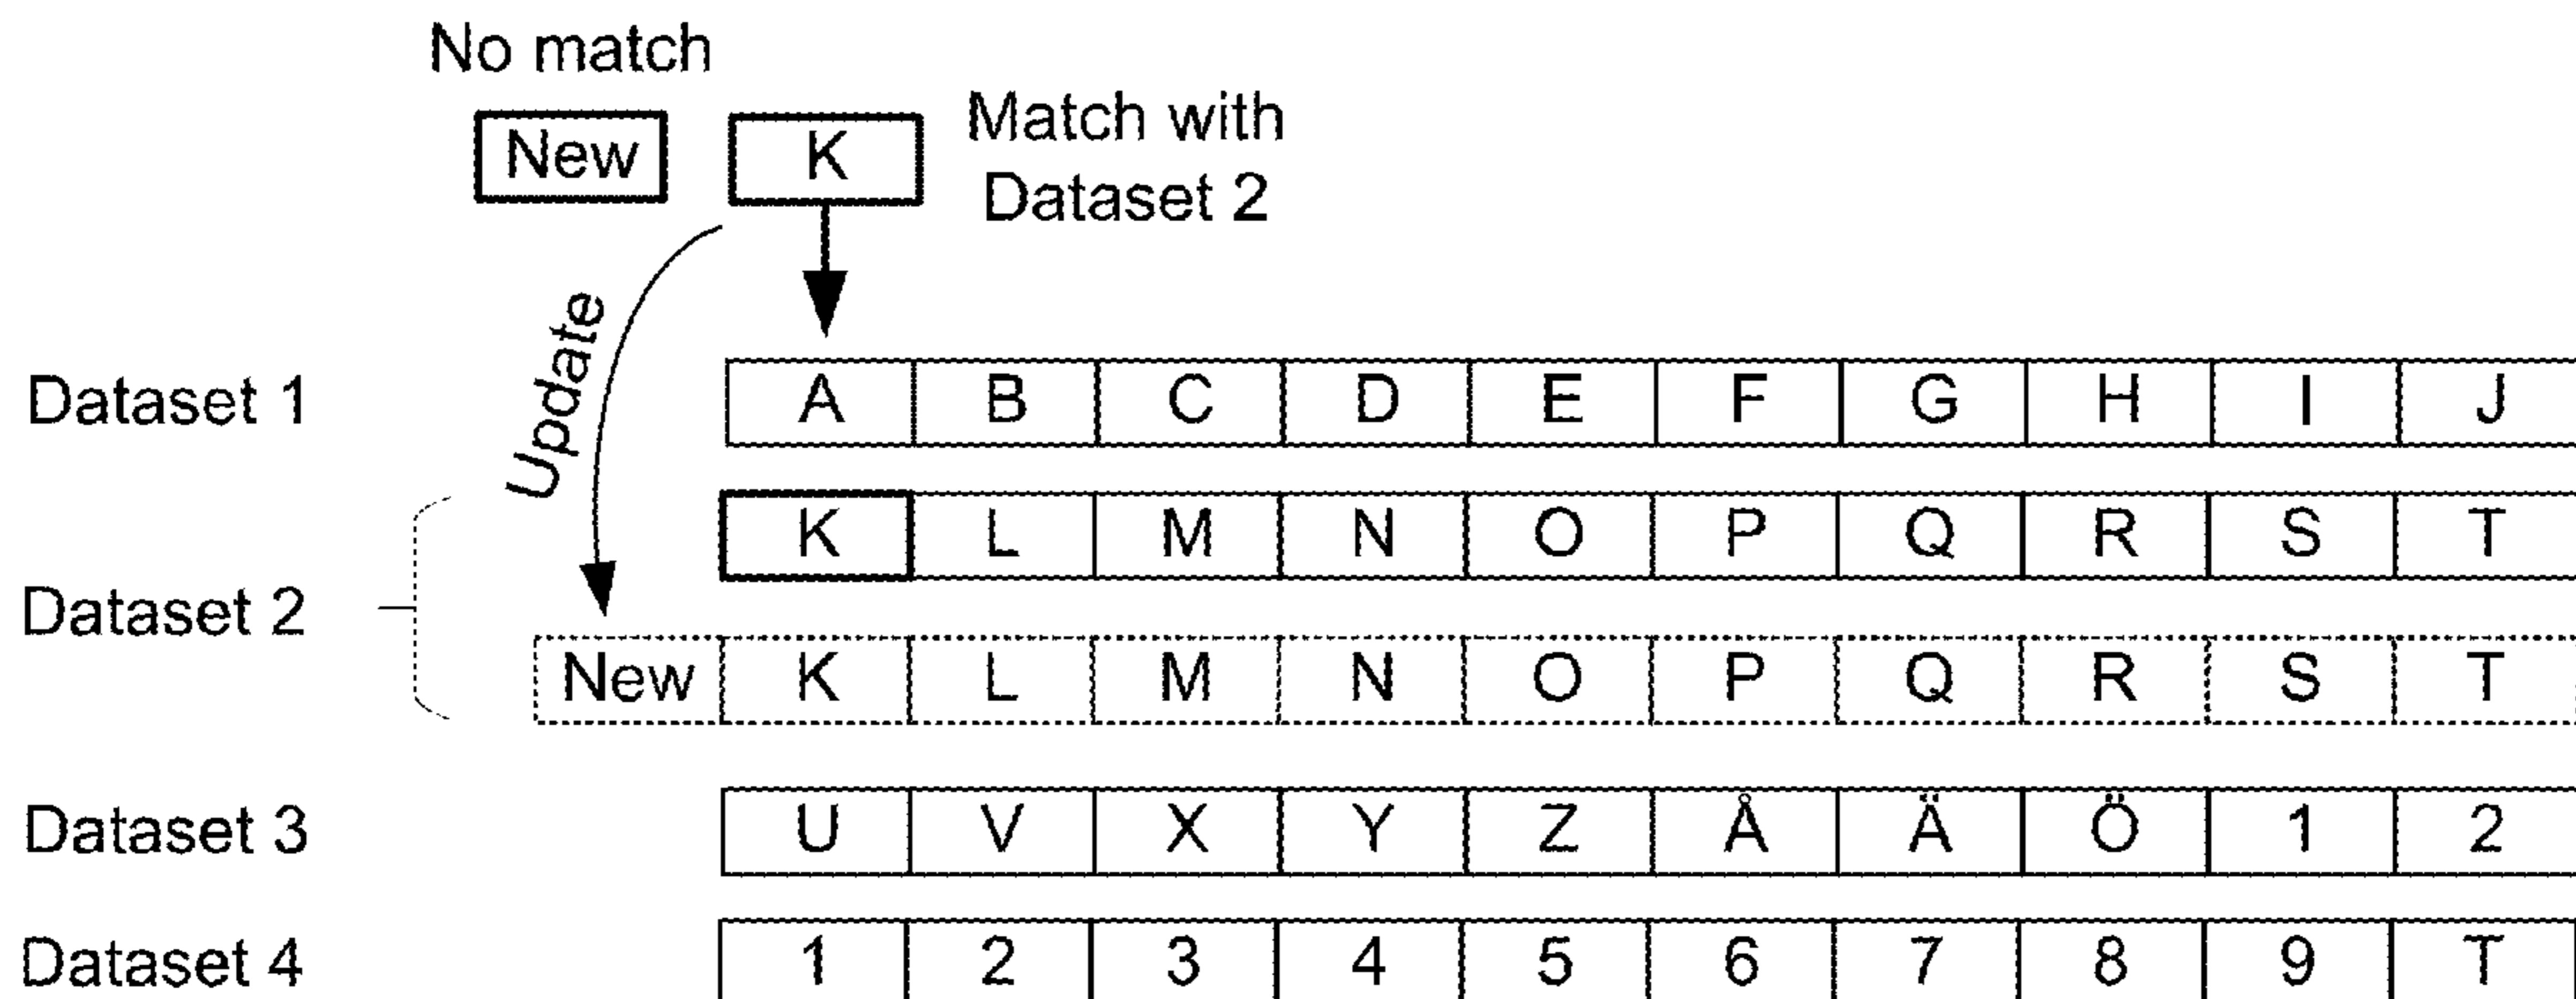 No match
New K Match with
Dataset 2
Update
Dataset 1 A B C D E F G H I J
K L M N O P Q R S T
Dataset 2
New K L M N O P Q R S T
Dataset 3 U V X Y Z Å Ä Ö 1 2
Dataset 4 1 2 3 4 5 6 7 8 9 T